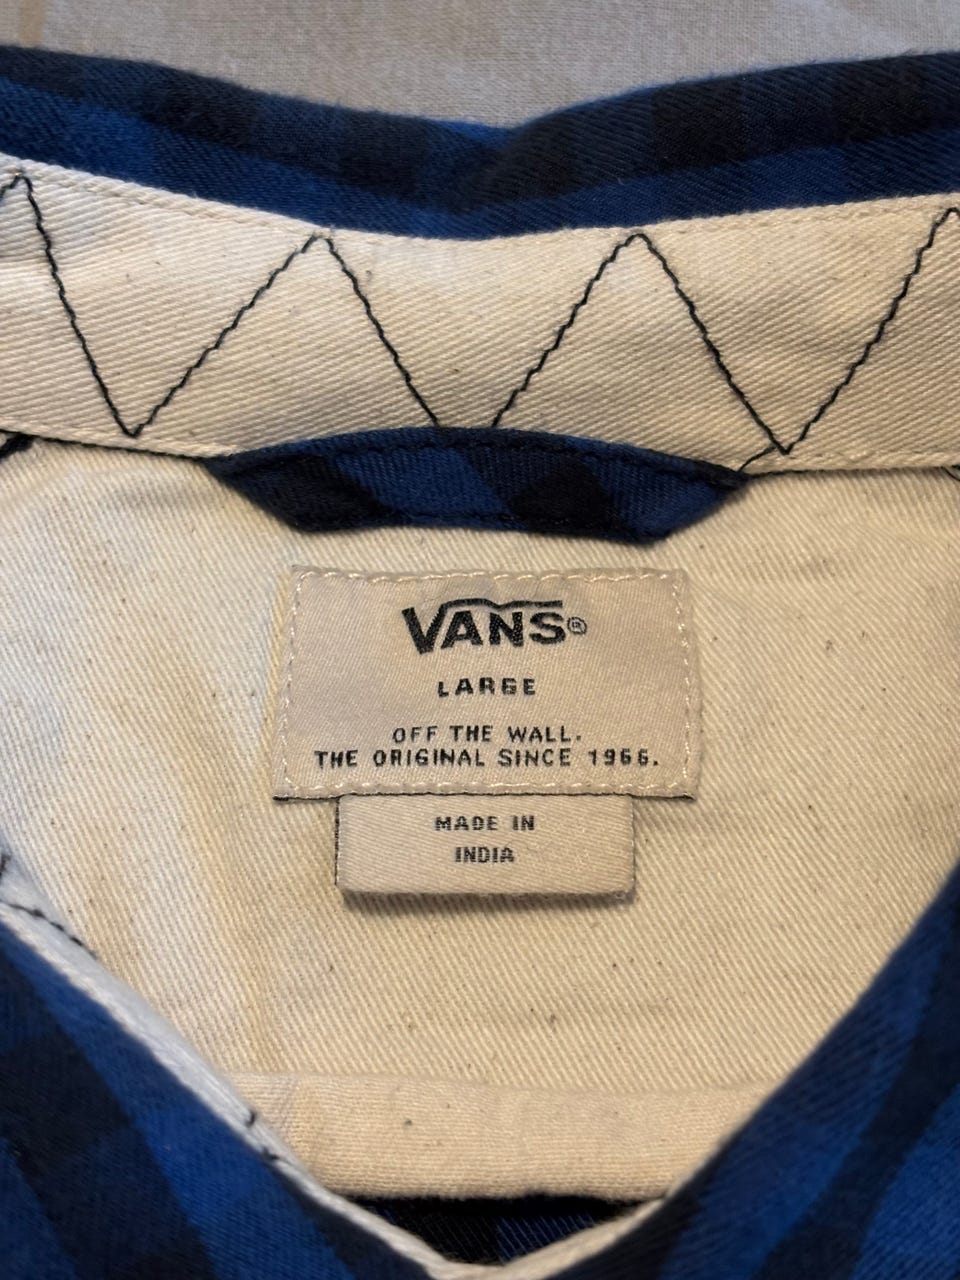 VANS®
LARGE
OFF THE WALL.
THE ORIGINAL SINCE 1966.
MADE IN
INDIA